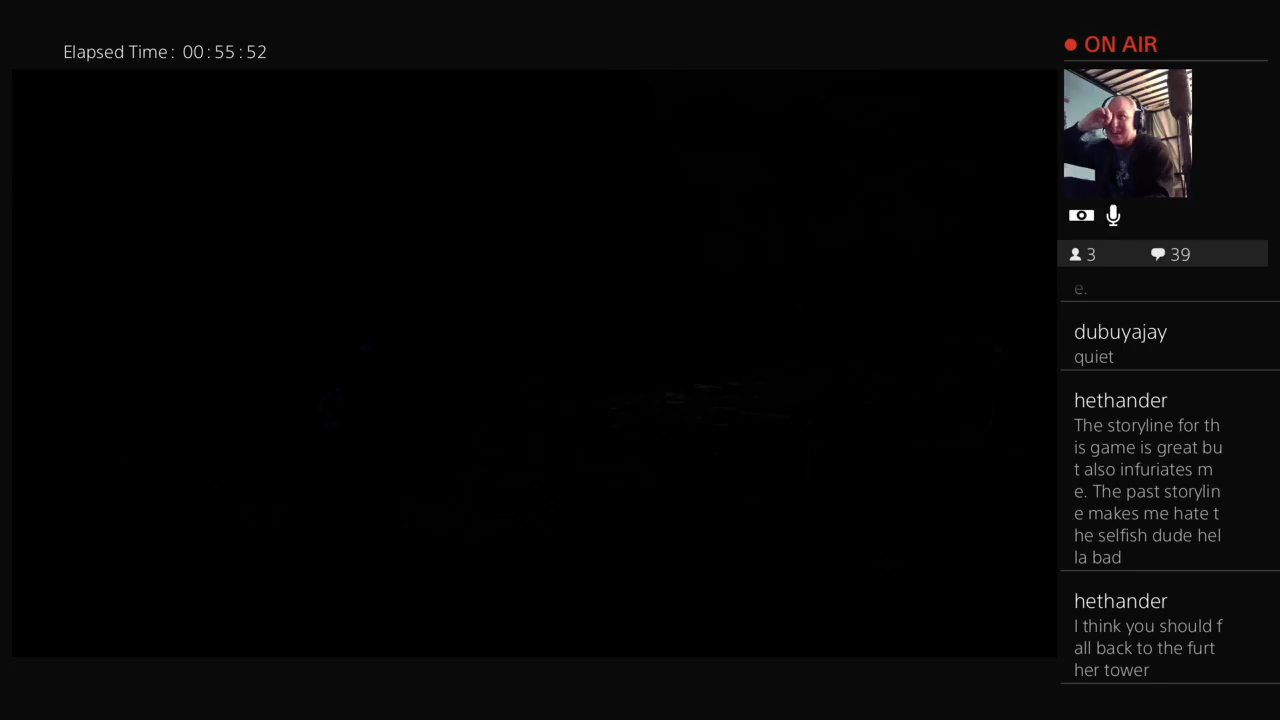 Elapsed Time: 00:55:52
ON AIR
3 39
e.
dubuyajay
quiet
hethander
The storyline for th
is game is great bu
t also infuriates m
e. The past storylin
e makes me hate t
he selfish dude hel
la bad
hethander
I think you should f
all back to the furt
her tower